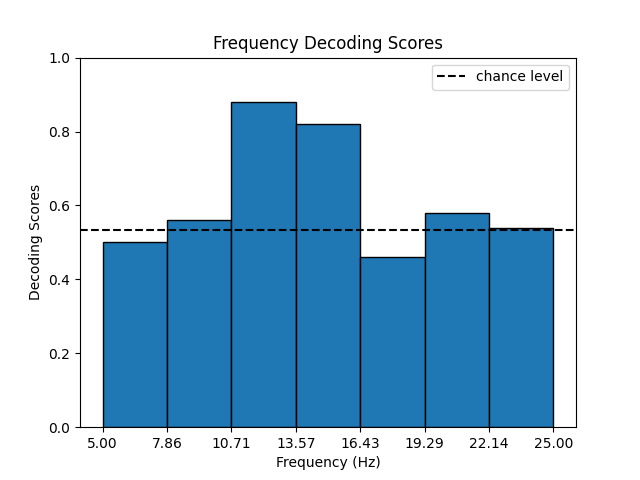 Frequency Decoding Scores
chance level
Decoding Scores
1.0
0.8
0.6
0.4
0.2
0.0
5.00 7.86 10.71 13.57 16.43 19.29 22.14 25.00
Frequency (Hz)